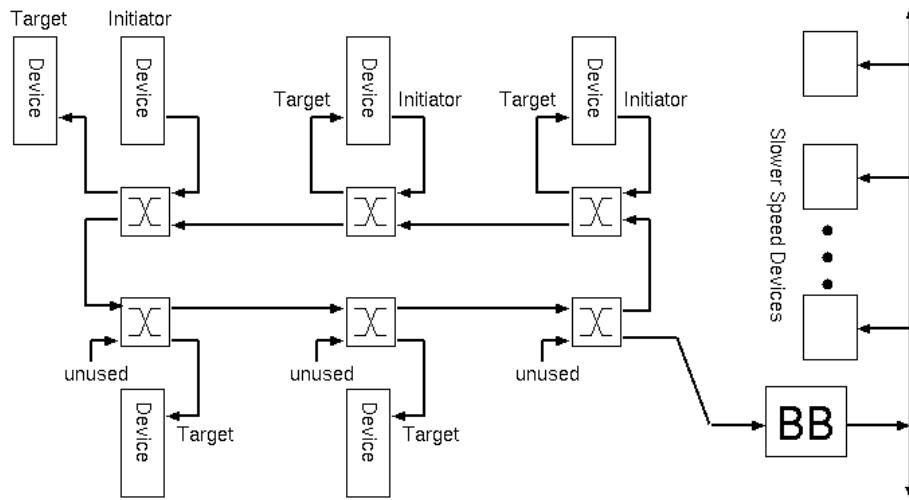 Target
Initiator
Device
Device
Device
Device
Target
Initiator
Target
Initiator
Slower Speed Devices
unused
unused
unused
Device
Target
Device
Target
BB